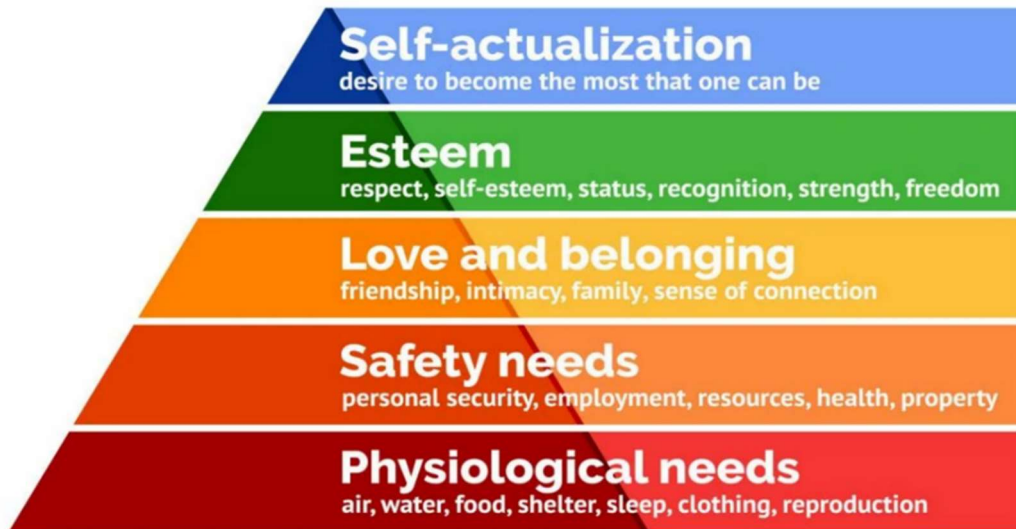 Self-actualization
desire to become the most that one can be
Esteem
respect, self-esteem, status, recognition, strength, freedom
Love and belonging
friendship, intimacy, family, sense of connection
Safety needs
personal security, employment, resources, health, property
Physiological needs
air, water, food, shelter, sleep, clothing, reproduction